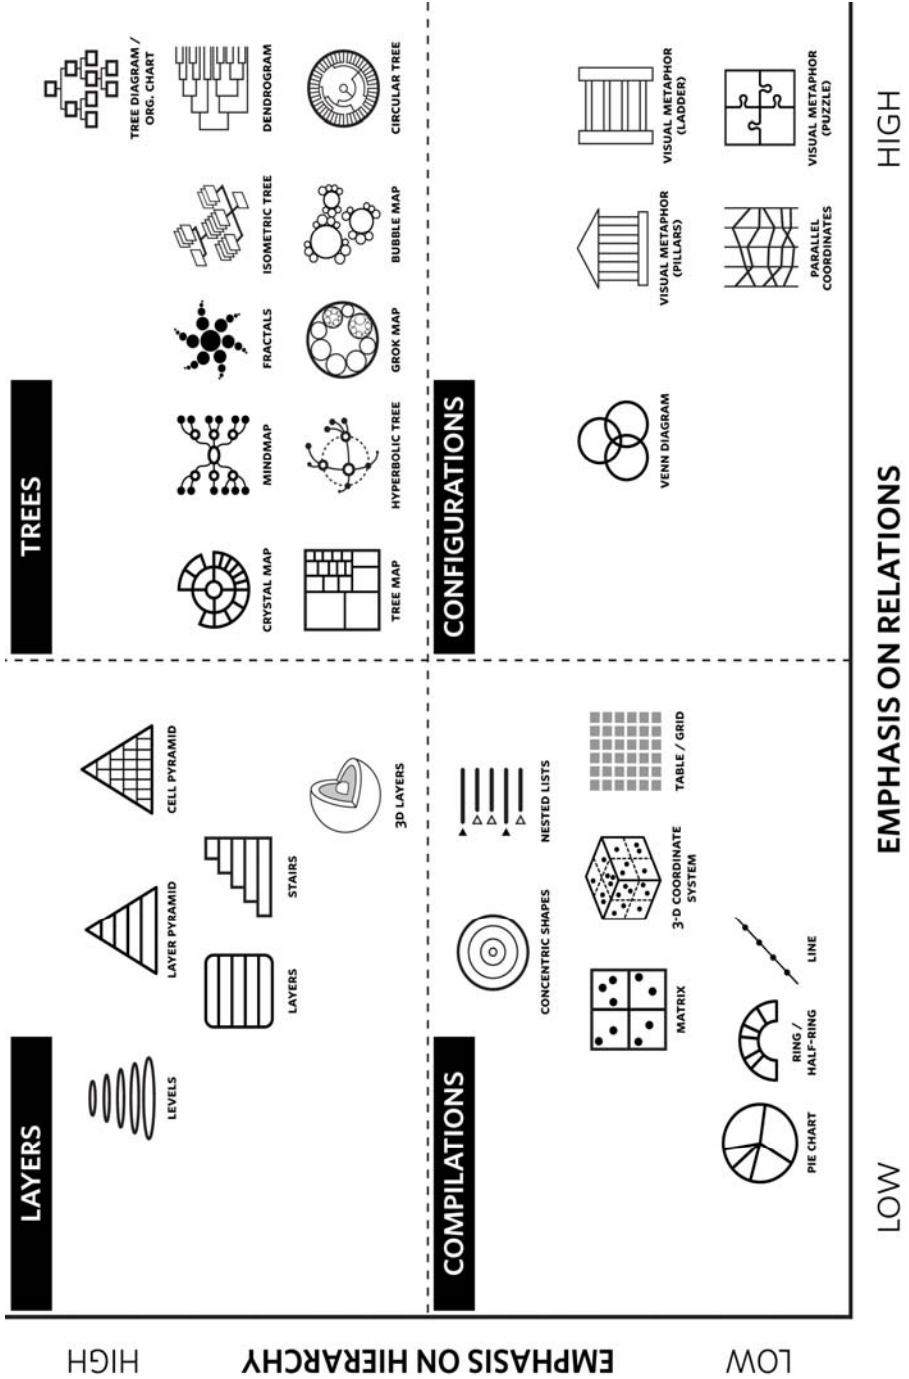 LAYERS
LEVELS
LAYER PYRAMID
CELL PYRAMID
LAYERS
STAIRS
3D LAYERS
TREES
TREE DIAGRAM /
ORG. CHART
CRYSTAL MAP
MINDMAP
FRACTALS
ISOMETRIC TREE
DENDROGRAM
TREE MAP
HYPERBOLIC TREE
GROK MAP
BUBBLE MAP
CIRCULAR TREE
COMPILATIONS
CONCENTRIC SHAPES
NESTED LISTS
MATRIX
3-D COORDINATE
SYSTEM
TABLE / GRID
PIE CHART
RING /
HALF-RING
LINE
CONFIGURATIONS
VENN DIAGRAM
VISUAL METAPHOR
(PILLARS)
VISUAL METAPHOR
(LADDER)
PARALLEL
COORDINATES
VISUAL METAPHOR
(PUZZLE)
HIGH
EMPHASIS ON HIERARCHY
LOW
LOW
EMPHASIS ON RELATIONS
HIGH